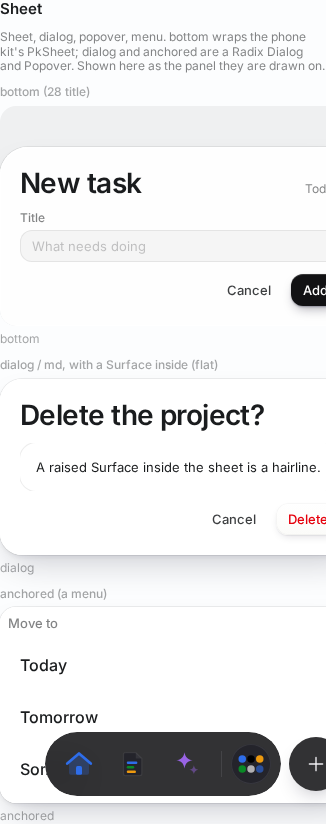 Sheet
Sheet, dialog, popover, menu. bottom wraps the phone
kit's PkSheet; dialog and anchored are a Radix Dialog
and Popover. Shown here as the panel they are drawn on.
bottom (28 title)
New task
Tod
Title
What needs doing
Cancel
Add
bottom
dialog / md, with a Surface inside (flat)
Delete the project?
A raised Surface inside the sheet is a hairline.
Cancel
Delete
dialog
anchored (a menu)
Move to
Today
Tomorrow
anchored